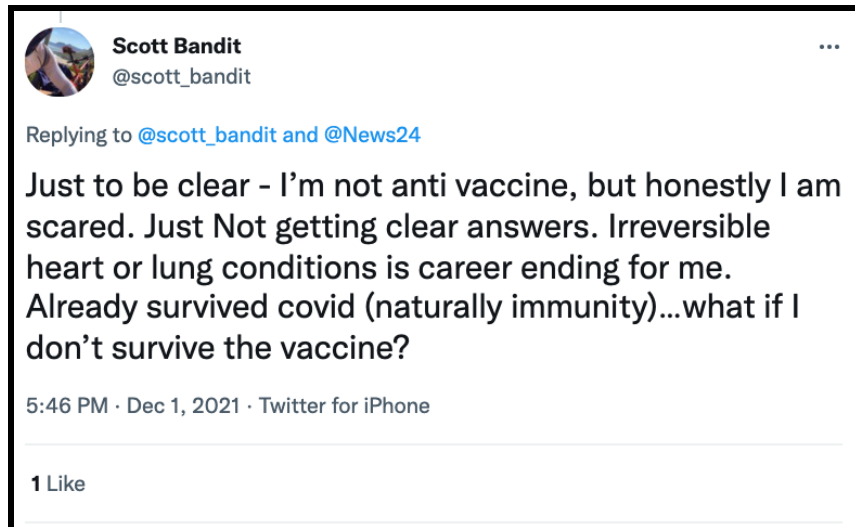 Scott Bandit
@scott_bandit
Replying to @scott_bandit and @News24
Just to be clear - I’m not anti vaccine, but honestly I am
scared. Just Not getting clear answers. Irreversible
heart or lung conditions is career ending for me.
Already survived covid (naturally immunity)...what if I
don’t survive the vaccine?
5:46 PM · Dec 1, 2021 · Twitter for iPhone
1 Like